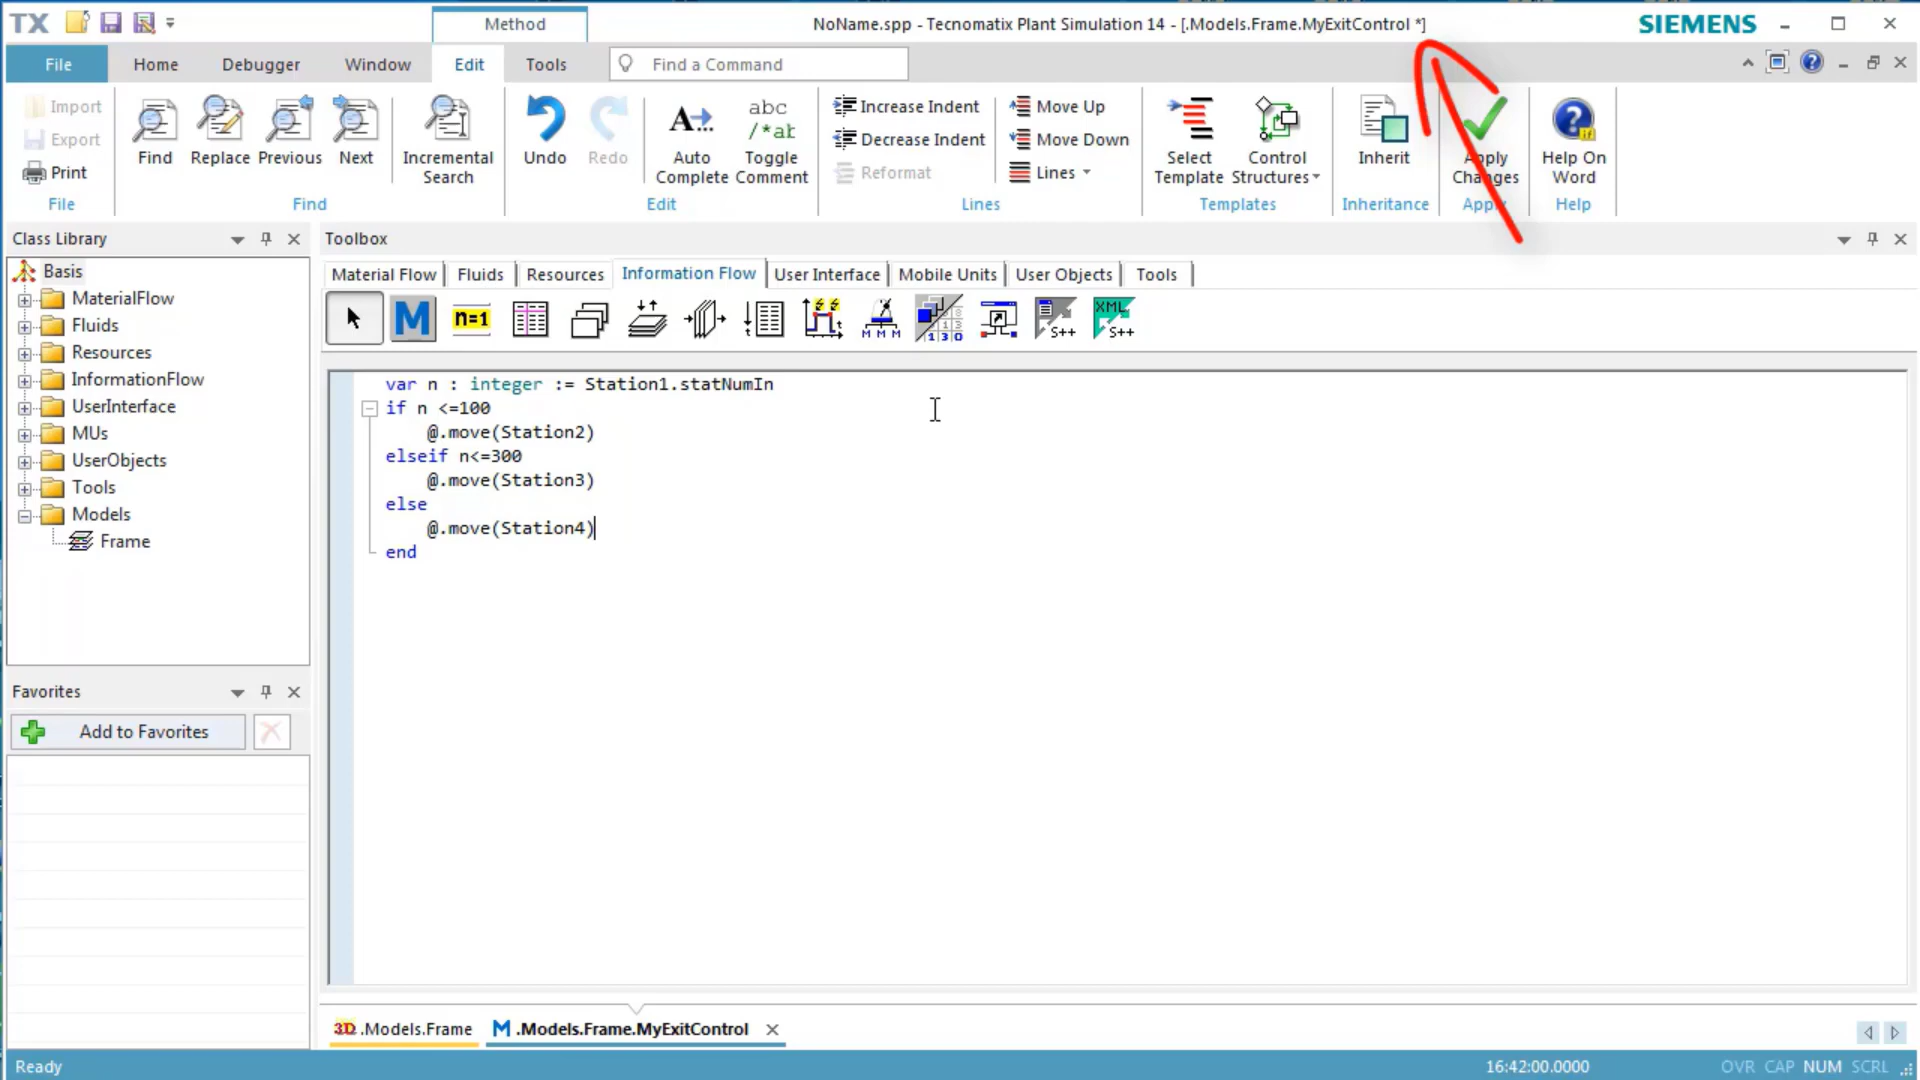 TX
Method
NoName.spp - Tecnomatix Plant Simulation 14 - [.Models.Frame.MyExitControl *]
SIEMENS
File
Home
Debugger
Window
Edit
Tools
Find a Command
Import
Export
Print
File
Find
Replace
Previous
Next
Incremental
Search
Find
Undo
Redo
Auto
Complete
abc
/*ab
Toggle
Comment
Edit
Increase Indent
Decrease Indent
Reformat
Move Up
Move Down
Lines
Lines
Select
Template
Control
Structures
Templates
Inherit
Inheritance
Apply
Changes
Apply
Help On
Word
Help
Class Library
Basis
MaterialFlow
Fluids
Resources
InformationFlow
UserInterface
MUs
UserObjects
Tools
Models
Frame
Favorites
Add to Favorites
Toolbox
Material Flow
Fluids
Resources
Information Flow
User Interface
Mobile Units
User Objects
Tools
M
n=1
M M M
1 3 0
S++
XML
S++
var n : integer := Station1.statNumIn
if n <=100
@.move(Station2)
elseif n<=300
@.move(Station3)
else
@.move(Station4)
end
3D .Models.Frame
M .Models.Frame.MyExitControl
Ready
16:42:00.0000
OVR CAP NUM SCRL